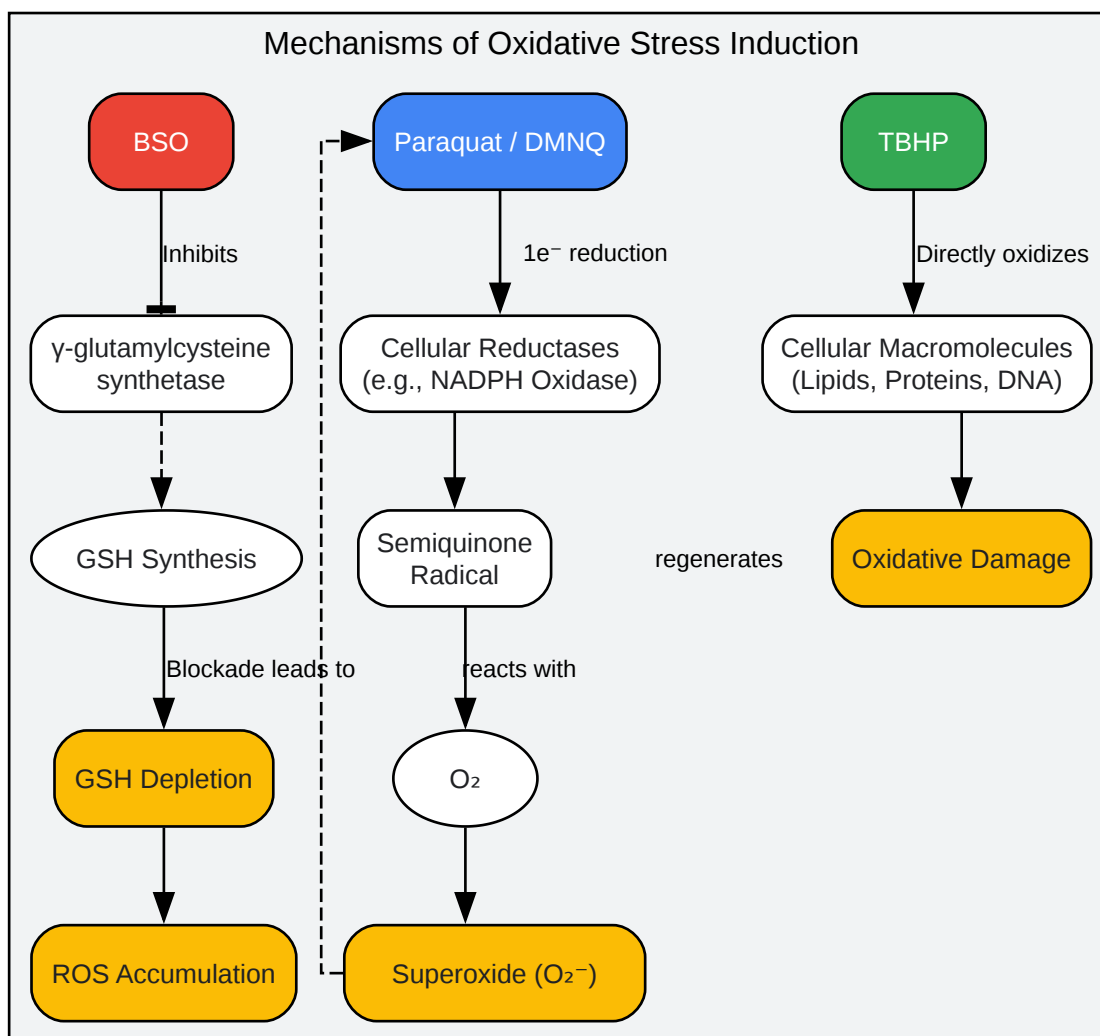 Mechanisms of Oxidative Stress Induction
BSO
Paraquat / DMNQ
TBHP
Inhibits
1e⁻ reduction
Directly oxidizes
γ-glutamylcysteine
synthetase
Cellular Reductases
(e.g., NADPH Oxidase)
Cellular Macromolecules
(Lipids, Proteins, DNA)
GSH Synthesis
Semiquinone
Radical
regenerates
Oxidative Damage
Blockade leads to
reacts with
GSH Depletion
O₂
ROS Accumulation
Superoxide (O₂⁻)